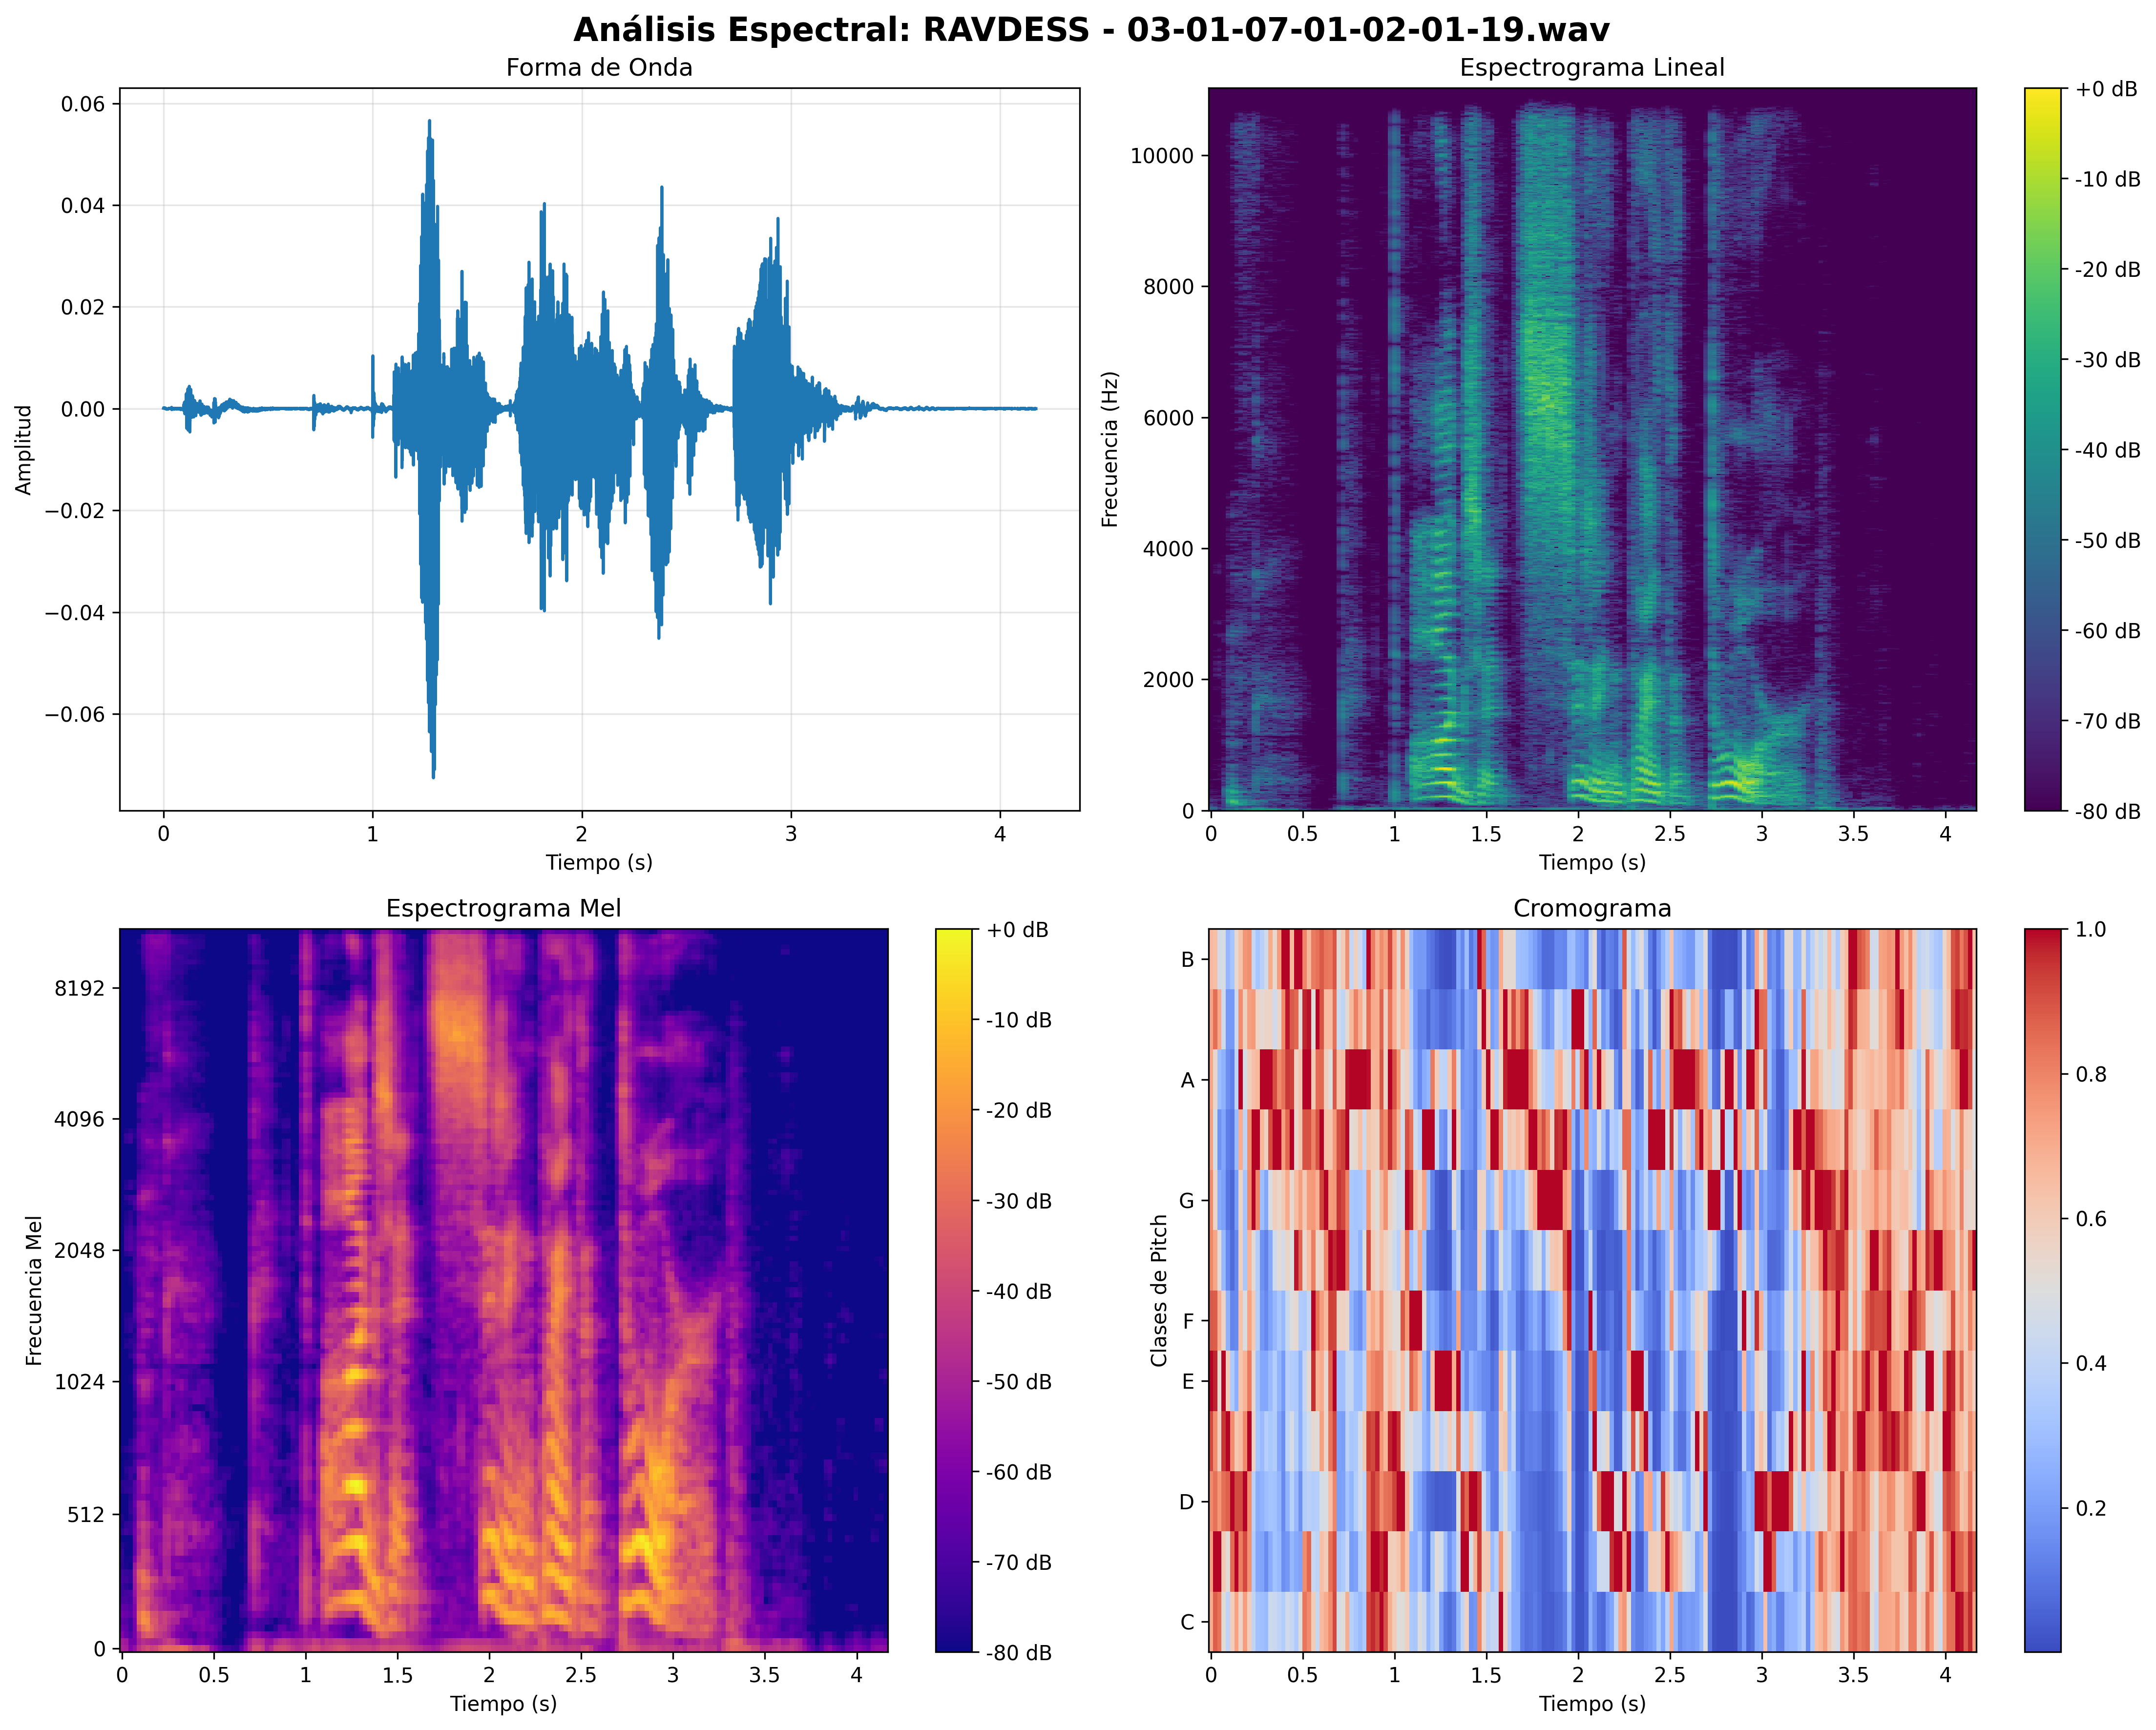 Análisis Espectral: RAVDESS - 03-01-07-01-02-01-19.wav
Forma de Onda
0.06
0.04
0.02
0.00
−0.02
−0.04
−0.06
Amplitud
0 1 2 3 4
Tiempo (s)
Espectrograma Lineal
10000
8000
6000
4000
2000
0
Frecuencia (Hz)
0 0.5 1 1.5 2 2.5 3 3.5 4
Tiempo (s)
+0 dB
-10 dB
-20 dB
-30 dB
-40 dB
-50 dB
-60 dB
-70 dB
-80 dB
Espectrograma Mel
8192
4096
2048
1024
512
0
Frecuencia Mel
0 0.5 1 1.5 2 2.5 3 3.5 4
Tiempo (s)
+0 dB
-10 dB
-20 dB
-30 dB
-40 dB
-50 dB
-60 dB
-70 dB
-80 dB
Cromograma
B
A
G
F
E
D
C
Clases de Pitch
0 0.5 1 1.5 2 2.5 3 3.5 4
Tiempo (s)
1.0
0.8
0.6
0.4
0.2